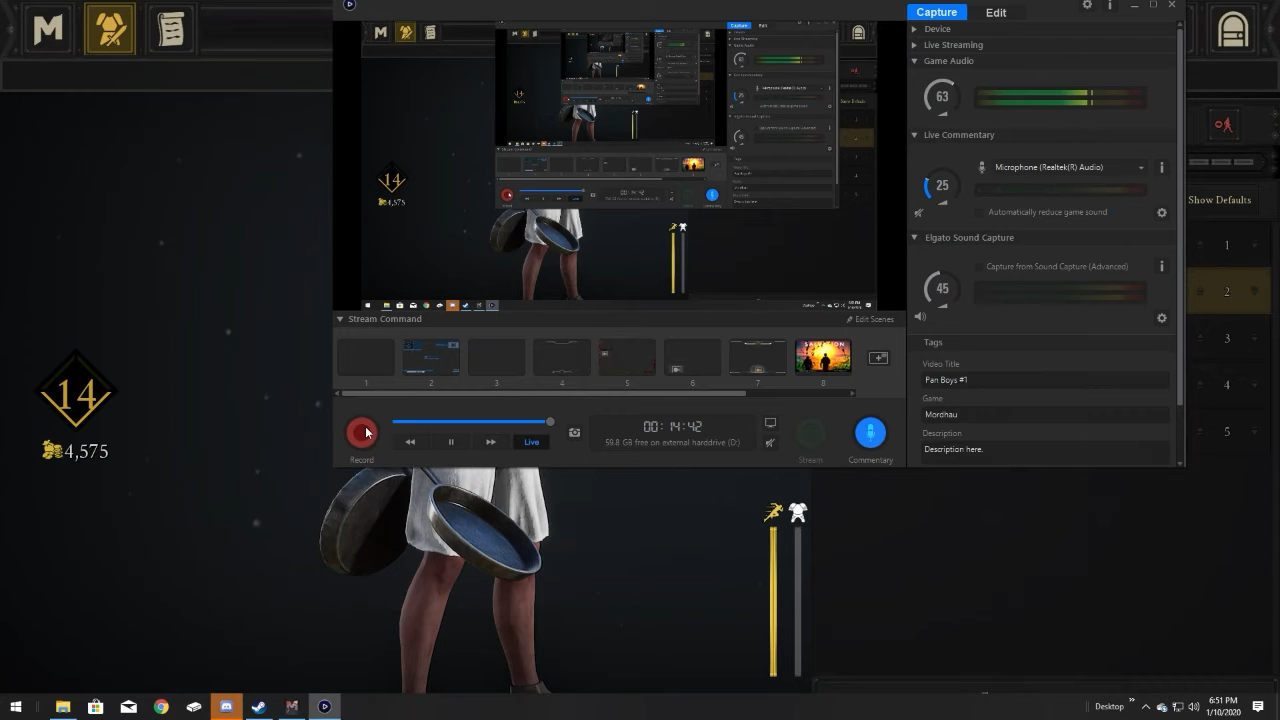 Capture Edit
Device
Live Streaming
Game Audio
63
Live Commentary
Microphone (Realtek(R) Audio)
25
Automatically reduce game sound
Elgato Sound Capture
Capture from Sound Capture (Advanced)
45
Tags
Video Title
Pan Boys #1
Game
Mordhau
Description
Description here.
Stream Command
Edit Scenes
SALVATION
1 2 3 4 5 6 7 8
00:14:42
59.8 GB free on external harddrive (D:)
Live
Record
Stream
Commentary
M
14
4,575
14
4,575
Capture Edit
Show Defaults
1
2
3
4
5
Desktop
6:51 PM
1/10/2020